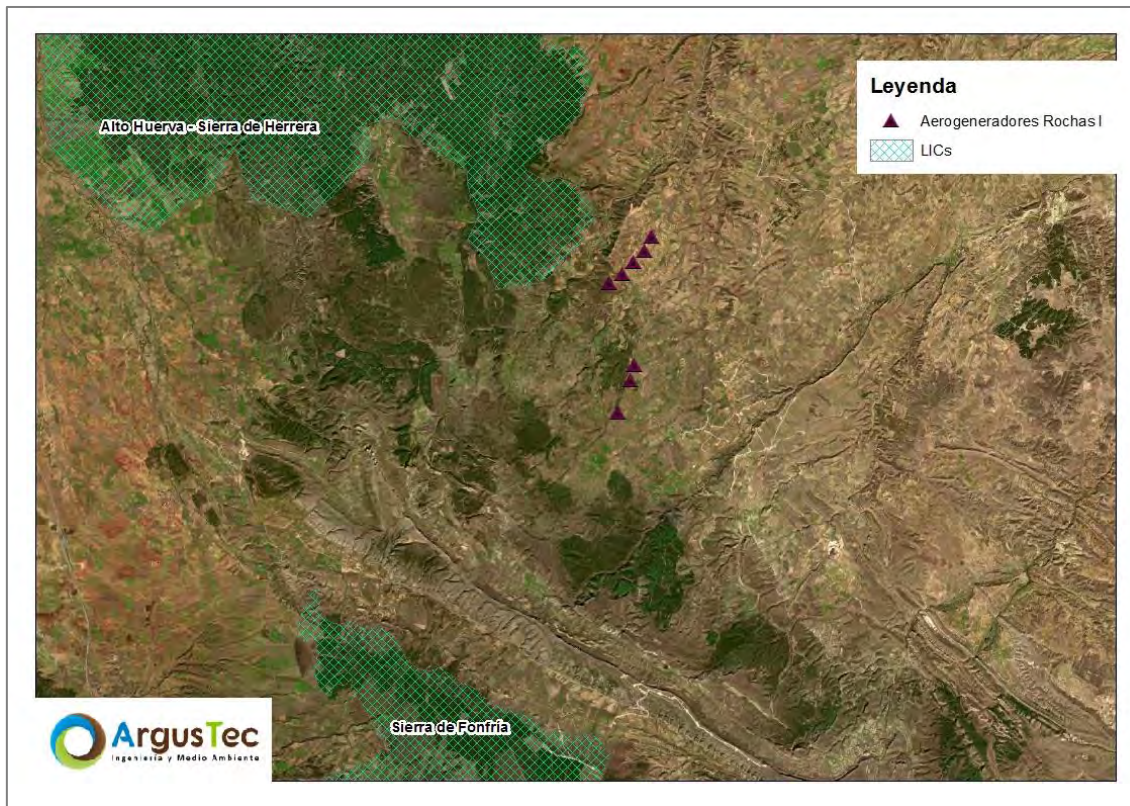 Leyenda
Aerogeneradores Rochas I
LICs
Alto Huerva - Sierra de Herrera
Sierra de Fonfría
ArgusTec
Ingeniería y Medio Ambiente